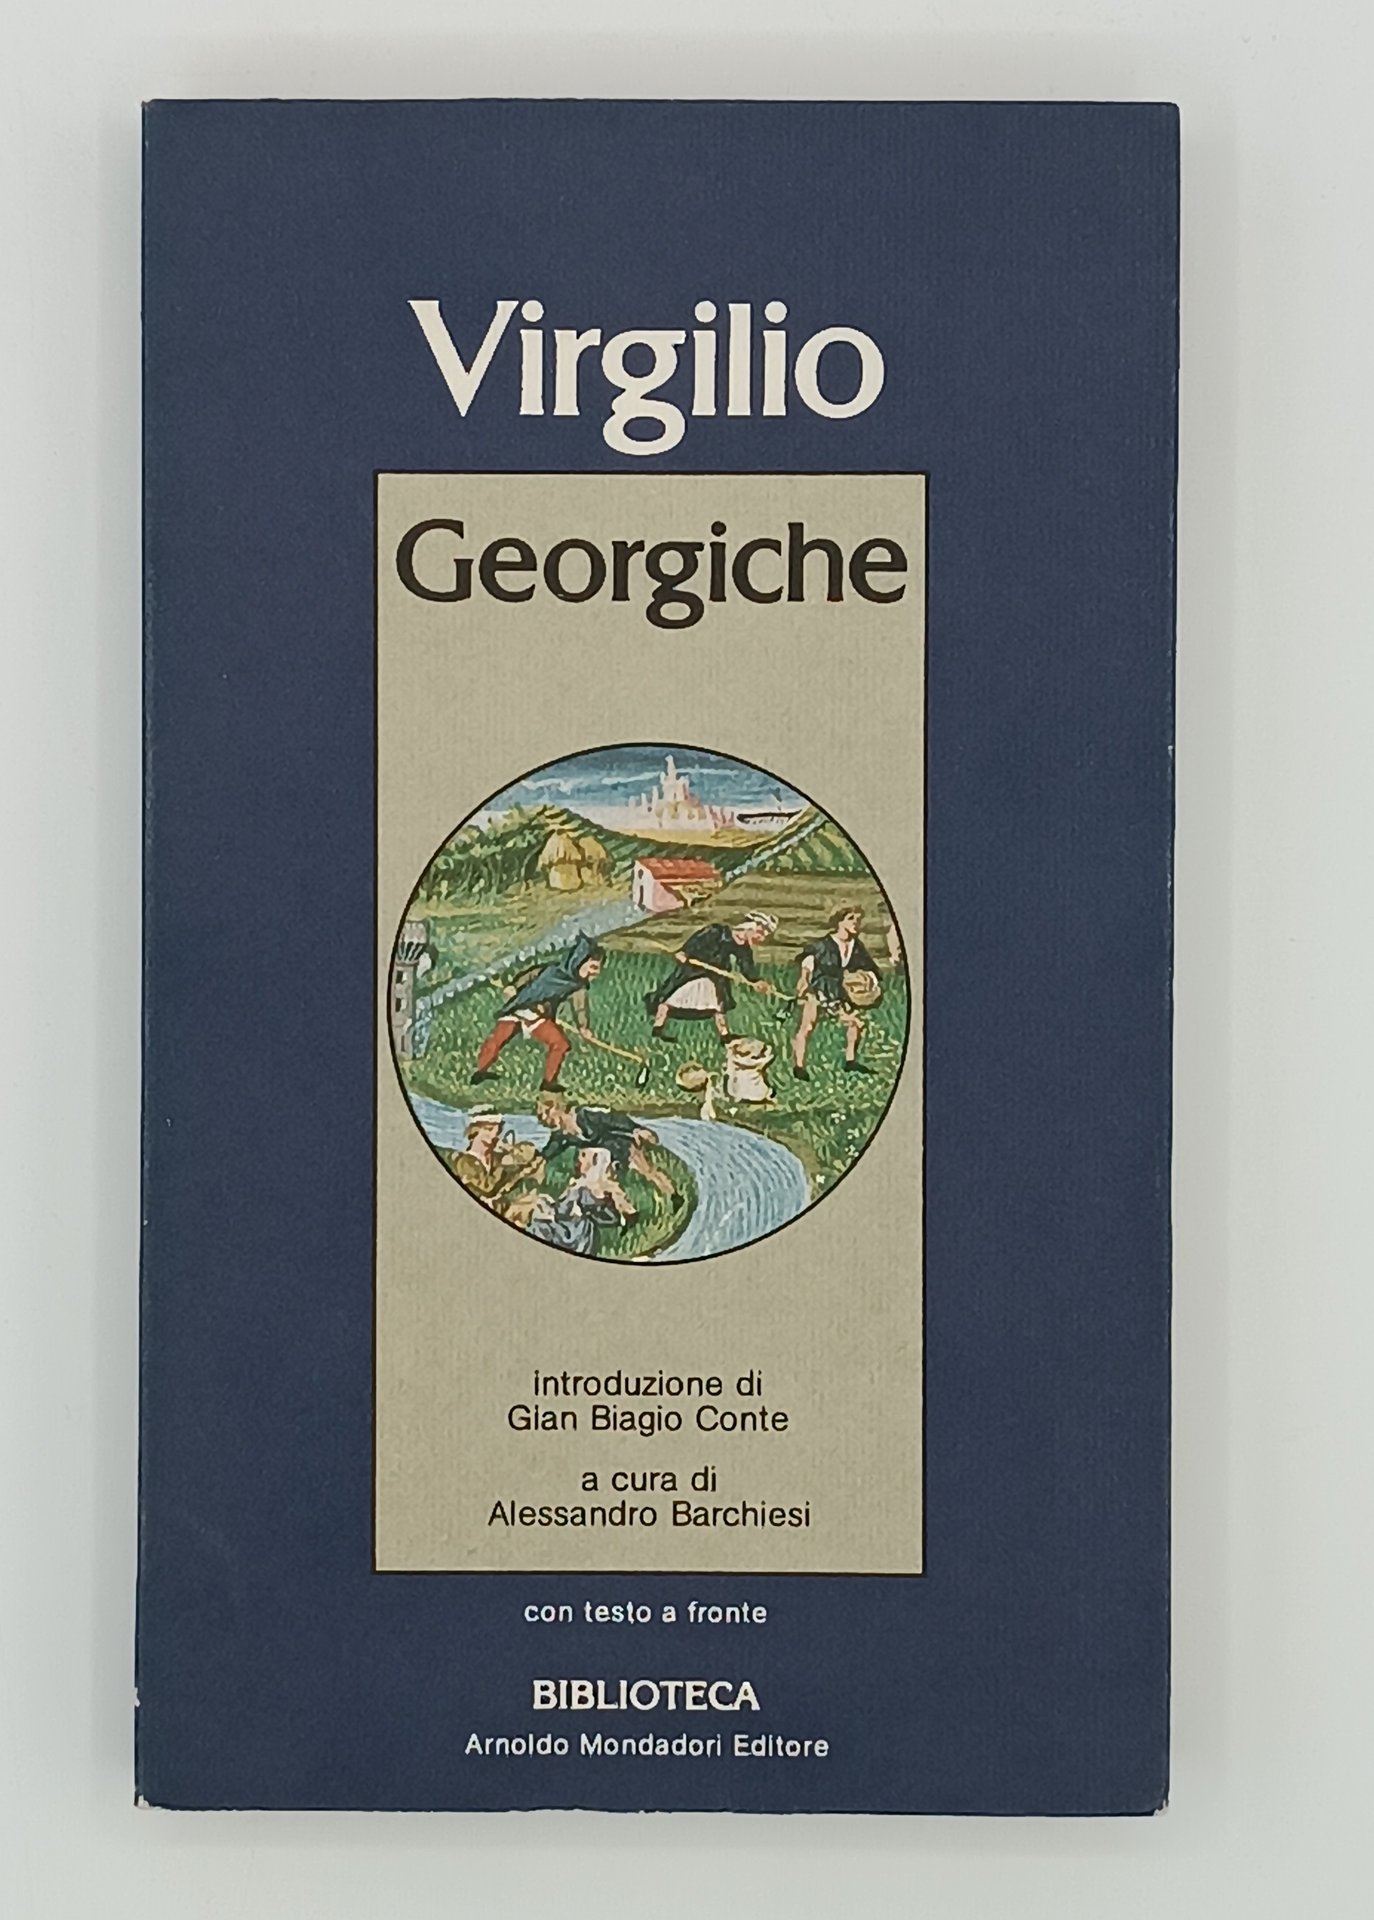 Virgilio
Georgiche
introduzione di
Gian Biagio Conte
a cura di
Alessandro Barchiesi
con testo a fronte
BIBLIOTECA
Arnoldo Mondadori Editore